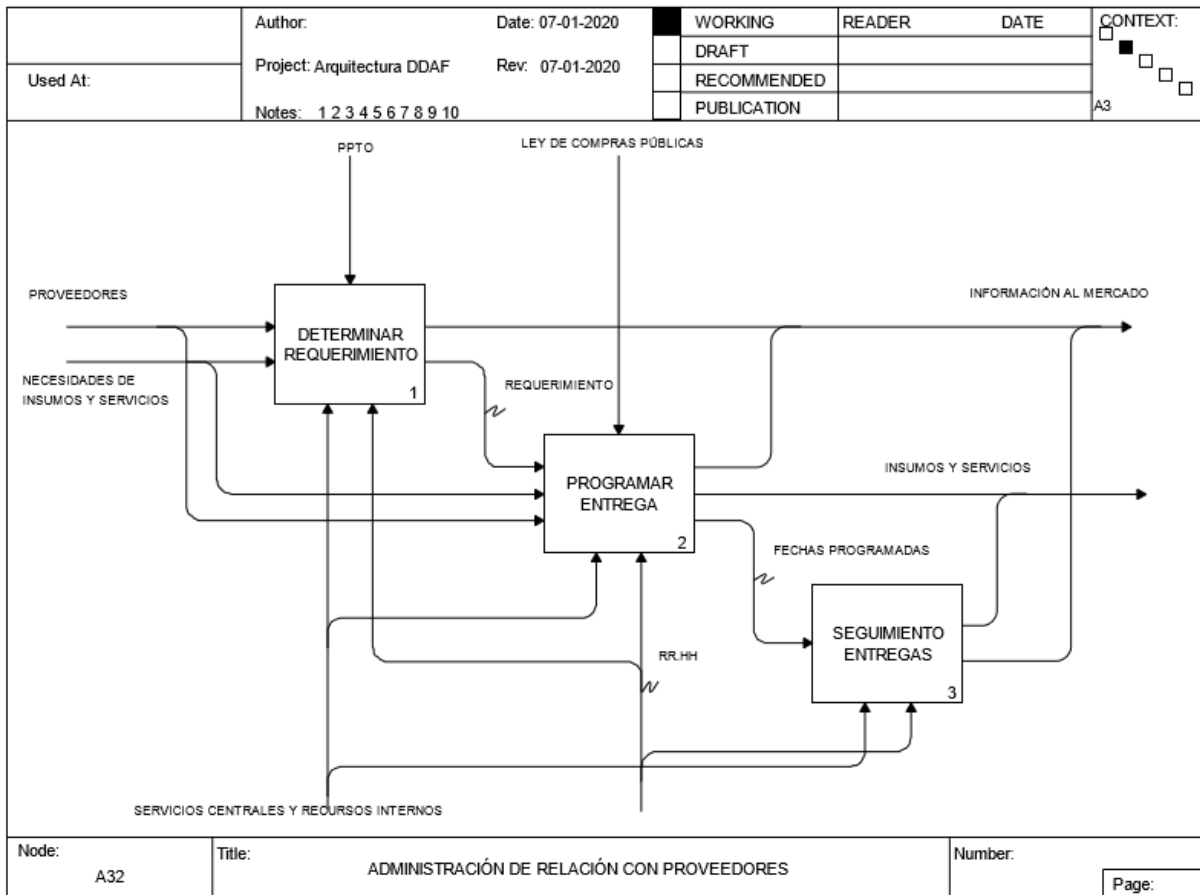 Used At:
Author:
Date: 07-01-2020
Project: Arquitectura DDAF
Rev: 07-01-2020
Notes: 1 2 3 4 5 6 7 8 9 10
WORKING
DRAFT
RECOMMENDED
PUBLICATION
READER
DATE
CONTEXT:
A3
PPTO
LEY DE COMPRAS PÚBLICAS
PROVEEDORES
NECESIDADES DE
INSUMOS Y SERVICIOS
DETERMINAR
REQUERIMIENTO
1
INFORMACIÓN AL MERCADO
REQUERIMIENTO
PROGRAMAR
ENTREGA
2
INSUMOS Y SERVICIOS
FECHAS PROGRAMADAS
SEGUIMIENTO
ENTREGAS
3
RR.HH
SERVICIOS CENTRALES Y RECURSOS INTERNOS
Node:
A32
Title:
ADMINISTRACIÓN DE RELACIÓN CON PROVEEDORES
Number:
Page: